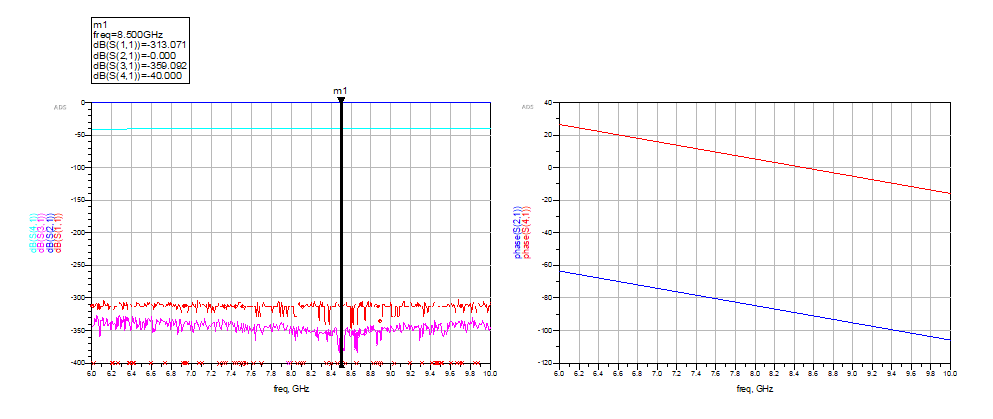 m1
freq=8.500GHz
dB(S(1,1))=-313.071
dB(S(2,1))=-0.000
dB(S(3,1))=-359.092
dB(S(4,1))=-40.000
m1
ADS
0
-50
-100
-150
-200
-250
-300
-350
-400
dB(S(4,1))
dB(S(3,1))
dB(S(2,1))
dB(S(1,1))
6.0 6.2 6.4 6.6 6.8 7.0 7.2 7.4 7.6 7.8 8.0 8.2 8.4 8.6 8.8 9.0 9.2 9.4 9.6 9.8 10.0
freq, GHz
ADS
40
20
0
-20
-40
-60
-80
-100
-120
phase(S(2,1))
phase(S(4,1))
6.0 6.2 6.4 6.6 6.8 7.0 7.2 7.4 7.6 7.8 8.0 8.2 8.4 8.6 8.8 9.0 9.2 9.4 9.6 9.8 10.0
freq, GHz